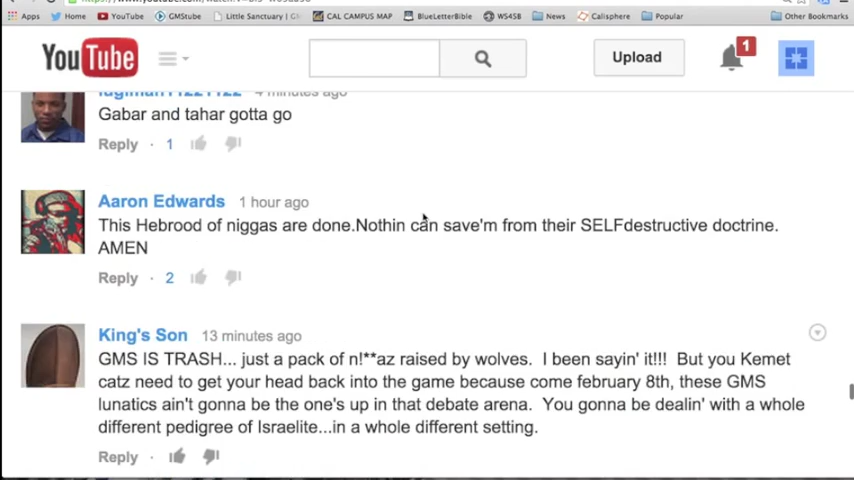 Apps Home YouTube GMStube Little Sanctuary | G CAL CAMPUS MAP BlueLetterBible WS4SB News Calisphere Popular Other Bookmarks
YouTube Upload 1
4 minutes ago
Gabar and tahar gotta go
Reply · 1
Aaron Edwards 1 hour ago
This Hebrood of niggas are done.Nothin can save'm from their SELFdestructive doctrine.
AMEN
Reply · 2
King's Son 13 minutes ago
GMS IS TRASH... just a pack of n!**az raised by wolves. I been sayin' it!!! But you Kemet
catz need to get your head back into the game because come february 8th, these GMS
lunatics ain't gonna be the one's up in that debate arena. You gonna be dealin' with a whole
different pedigree of Israelite...in a whole different setting.
Reply ·